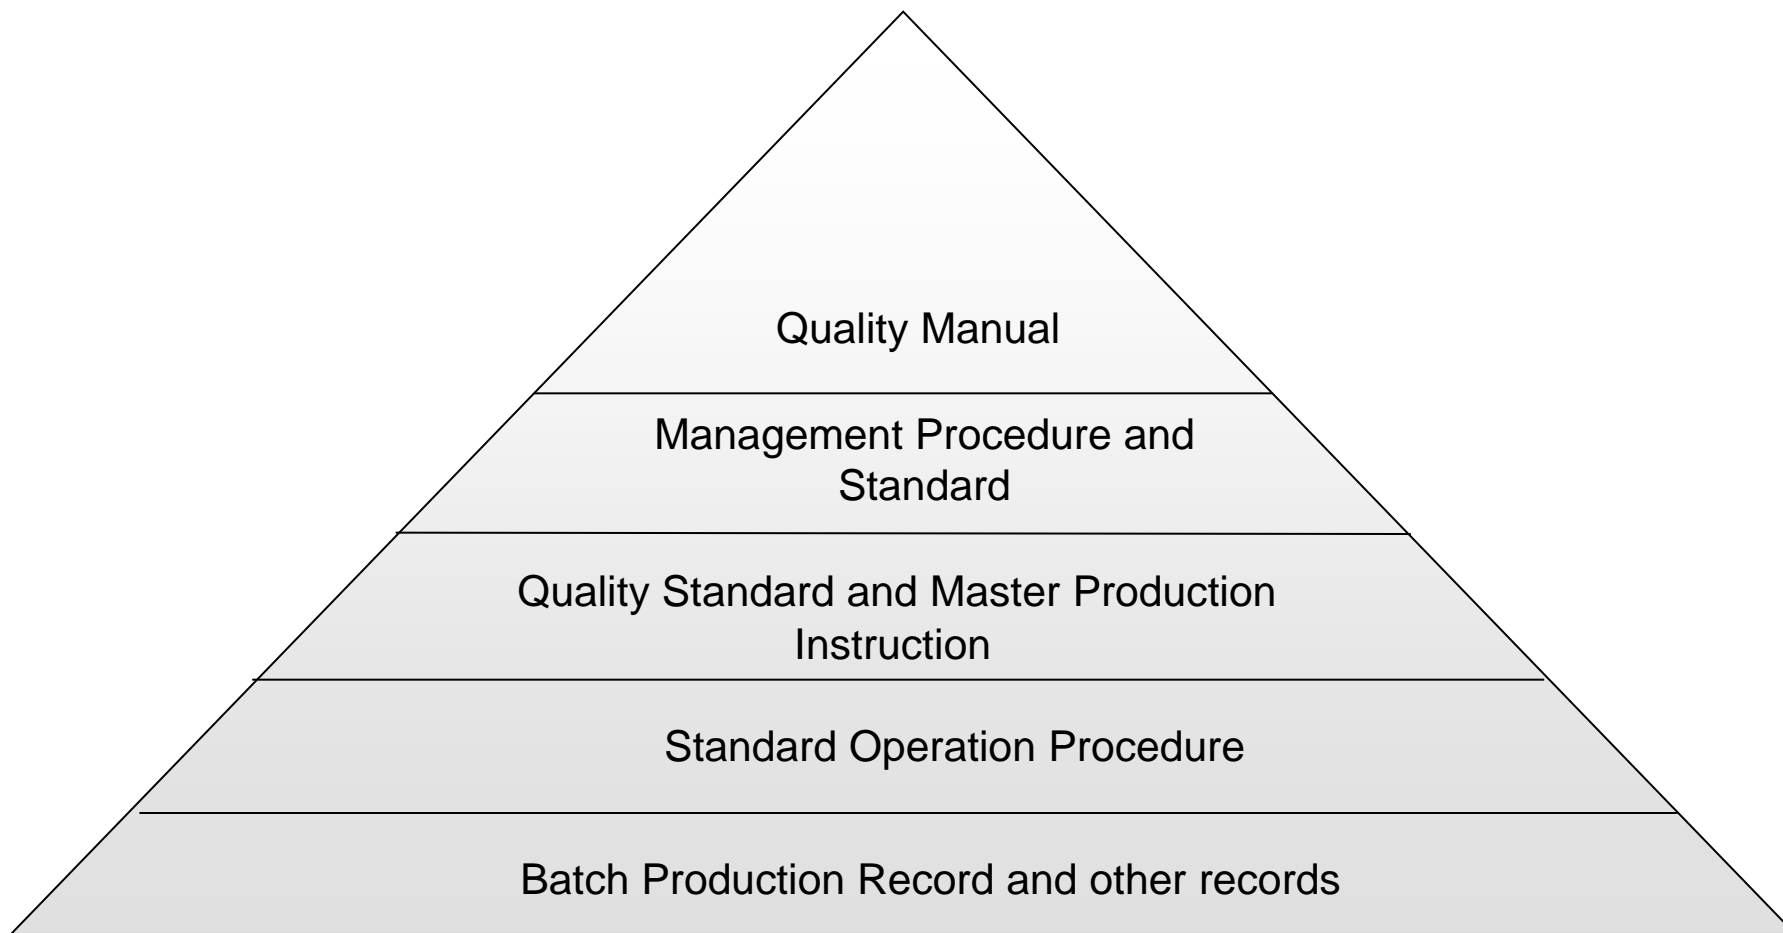 Quality Manual
Management Procedure and
Standard
Quality Standard and Master Production
Instruction
Standard Operation Procedure
Batch Production Record and other records